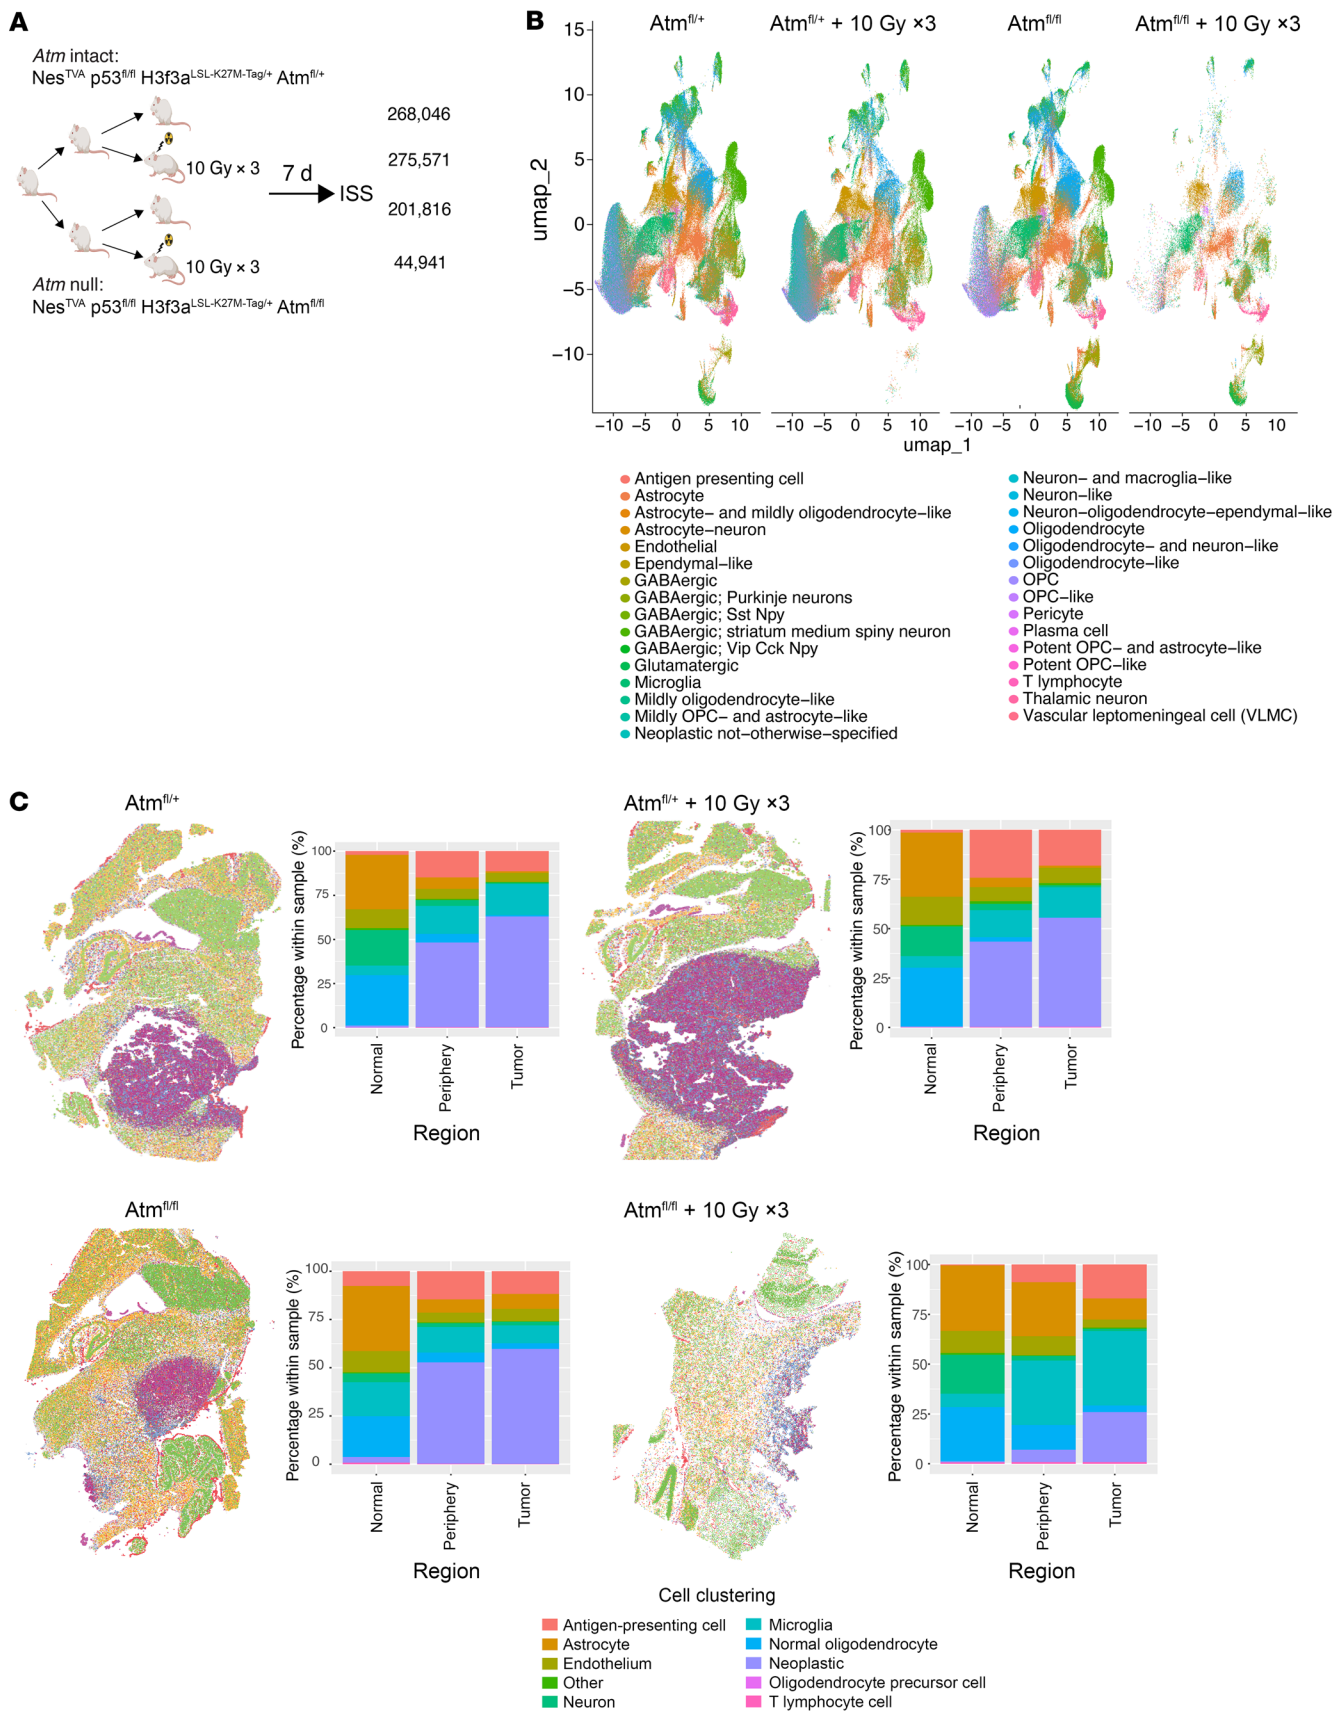 A
Atm intact:
NesTVA p53fl/fl H3f3aLSL-K27M-Tag/+ Atmfl/+
10 Gy × 3
10 Gy × 3
7 d
ISS
268,046
275,571
201,816
44,941
Atm null:
NesTVA p53fl/fl H3f3aLSL-K27M-Tag/+ Atmfl/fl
B
Atmfl/+
Atmfl/+ + 10 Gy ×3
Atmfl/fl
Atmfl/fl + 10 Gy ×3
umap_2
15
10
5
0
−5
−10
−10 −5 0 5 10
−10 −5 0 5 10
−10 −5 0 5 10
−10 −5 0 5 10
umap_1
Antigen presenting cell
Astrocyte
Astrocyte− and mildly oligodendrocyte−like
Astrocyte−neuron
Endothelial
Ependymal−like
GABAergic
GABAergic; Purkinje neurons
GABAergic; Sst Npy
GABAergic; striatum medium spiny neuron
GABAergic; Vip Cck Npy
Glutamatergic
Microglia
Mildly oligodendrocyte−like
Mildly OPC− and astrocyte−like
Neoplastic not−otherwise−specified
Neuron− and macroglia−like
Neuron−like
Neuron−oligodendrocyte−ependymal−like
Oligodendrocyte
Oligodendrocyte− and neuron−like
Oligodendrocyte−like
OPC
OPC−like
Pericyte
Plasma cell
Potent OPC− and astrocyte−like
Potent OPC−like
T lymphocyte
Thalamic neuron
Vascular leptomeningeal cell (VLMC)
C
Atmfl/+
Percentage within sample (%)
100
75
50
25
0
Normal
Periphery
Tumor
Region
Atmfl/+ + 10 Gy ×3
Percentage within sample (%)
100
75
50
25
0
Normal
Periphery
Tumor
Region
Atmfl/fl
Percentage within sample (%)
100
75
50
25
0
Normal
Periphery
Tumor
Region
Atmfl/fl + 10 Gy ×3
Percentage within sample (%)
100
75
50
25
0
Normal
Periphery
Tumor
Region
Cell clustering
Antigen-presenting cell
Astrocyte
Endothelium
Other
Neuron
Microglia
Normal oligodendrocyte
Neoplastic
Oligodendrocyte precursor cell
T lymphocyte cell